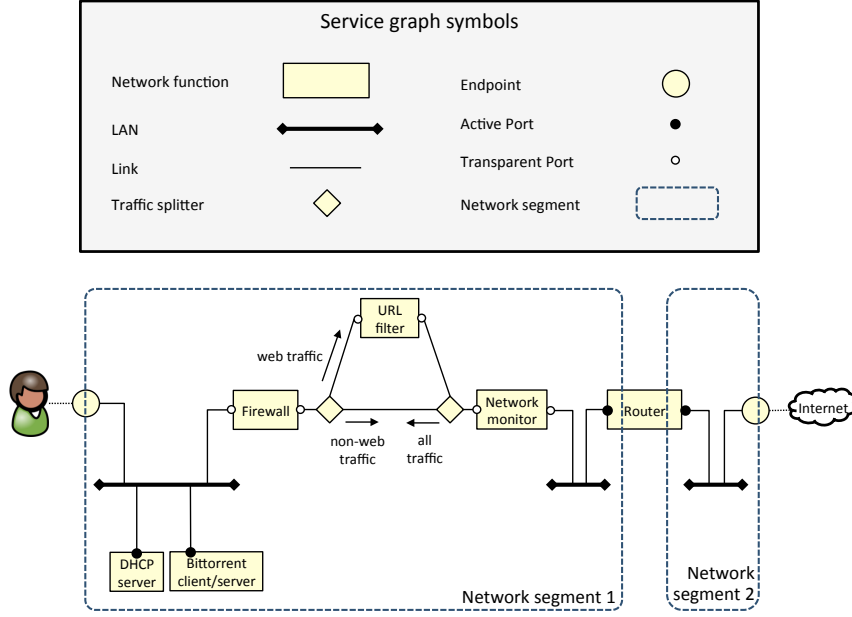 Service graph symbols
Network function
Endpoint
LAN
Active Port
Link
Transparent Port
Traffic splitter
Network segment
URL
filter
web traffic
Firewall
Network
monitor
Router
Internet
non-web
traffic
all
traffic
DHCP
server
Bittorrent
client/server
Network segment 1
Network
segment 2